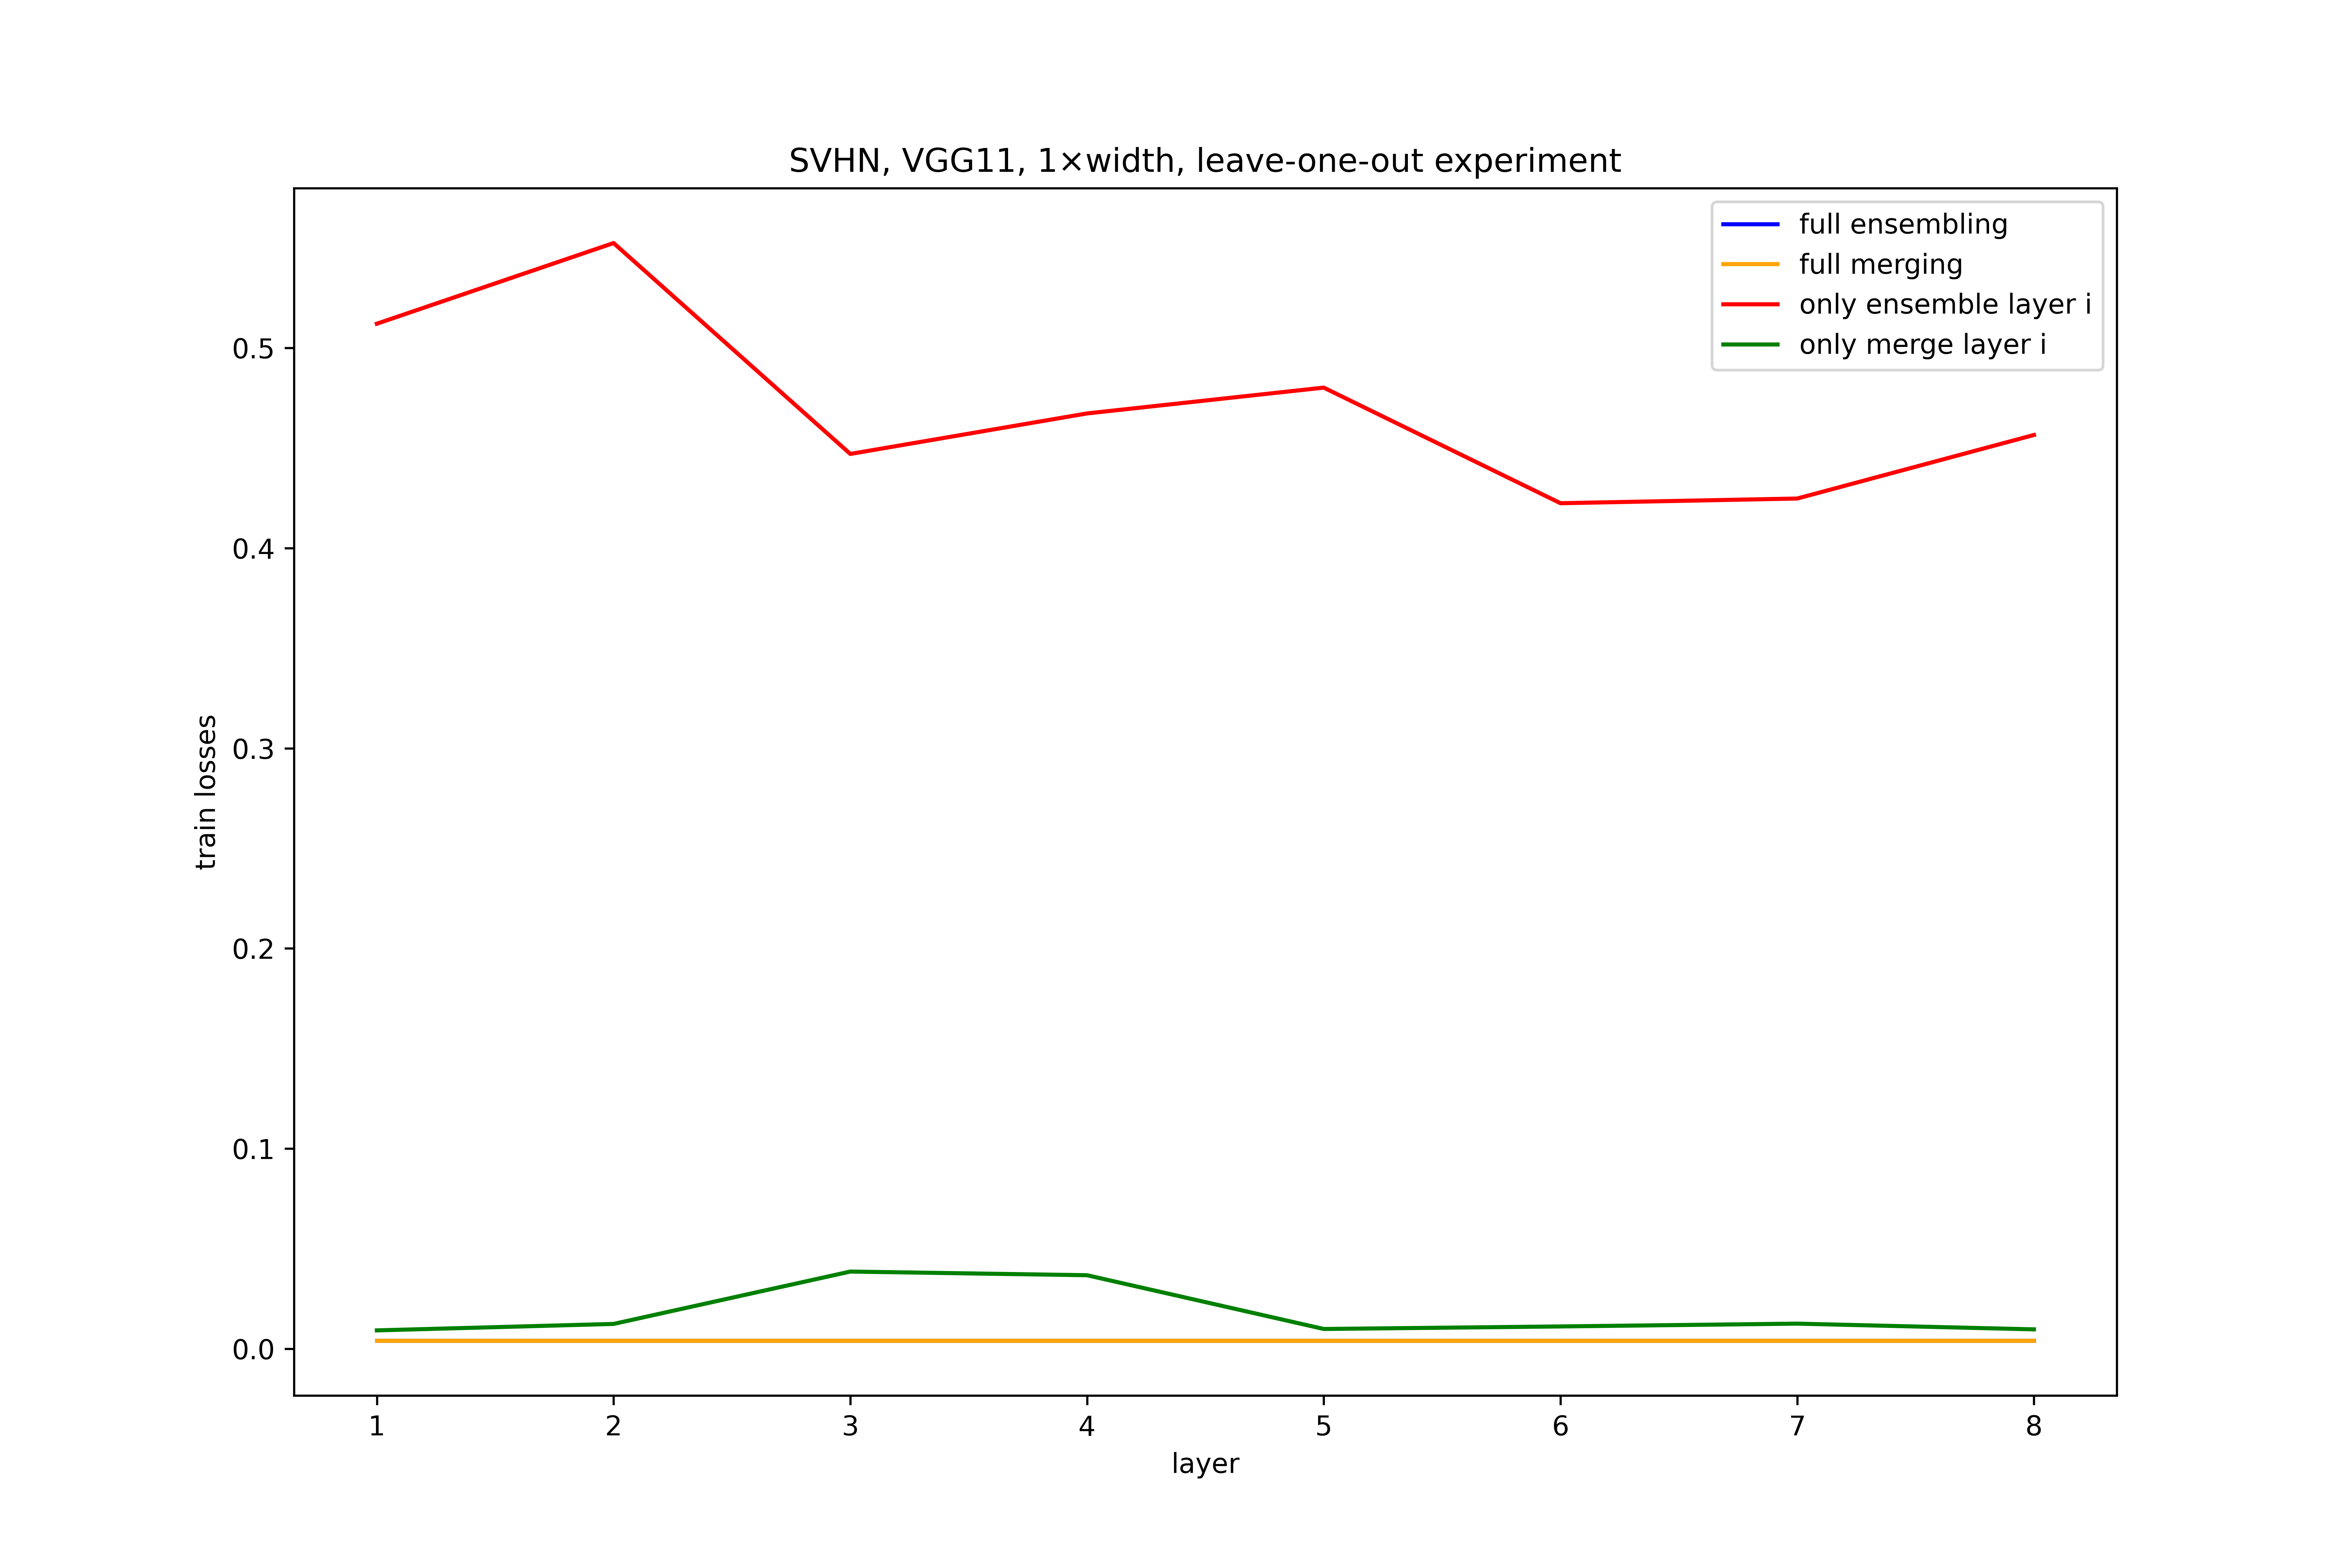 SVHN, VGG11, 1×width, leave-one-out experiment
full ensembling
full merging
only ensemble layer i
only merge layer i
train losses
0.5
0.4
0.3
0.2
0.1
0.0
1 2 3 4 5 6 7 8
layer